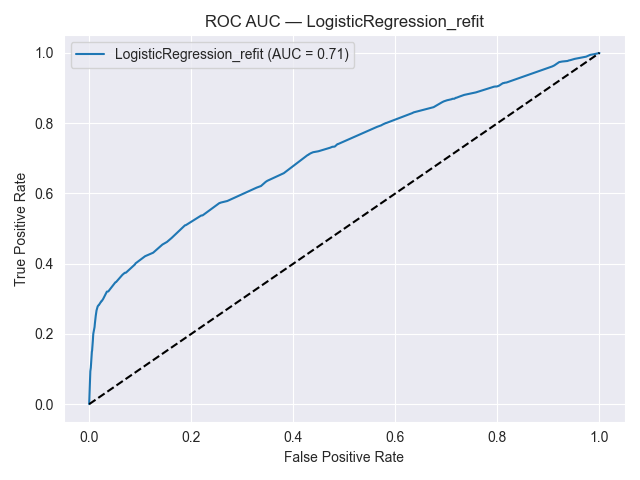 ROC AUC — LogisticRegression_refit
LogisticRegression_refit (AUC = 0.71)
True Positive Rate
1.0
0.8
0.6
0.4
0.2
0.0
0.0 0.2 0.4 0.6 0.8 1.0
False Positive Rate